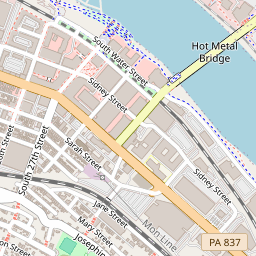 South Water Street
Hot Metal
Bridge
Sidney Street
South 27th Street
Sarah Street
Sidney Street
Jane Street
Mary Street
Mon Line
PA 837